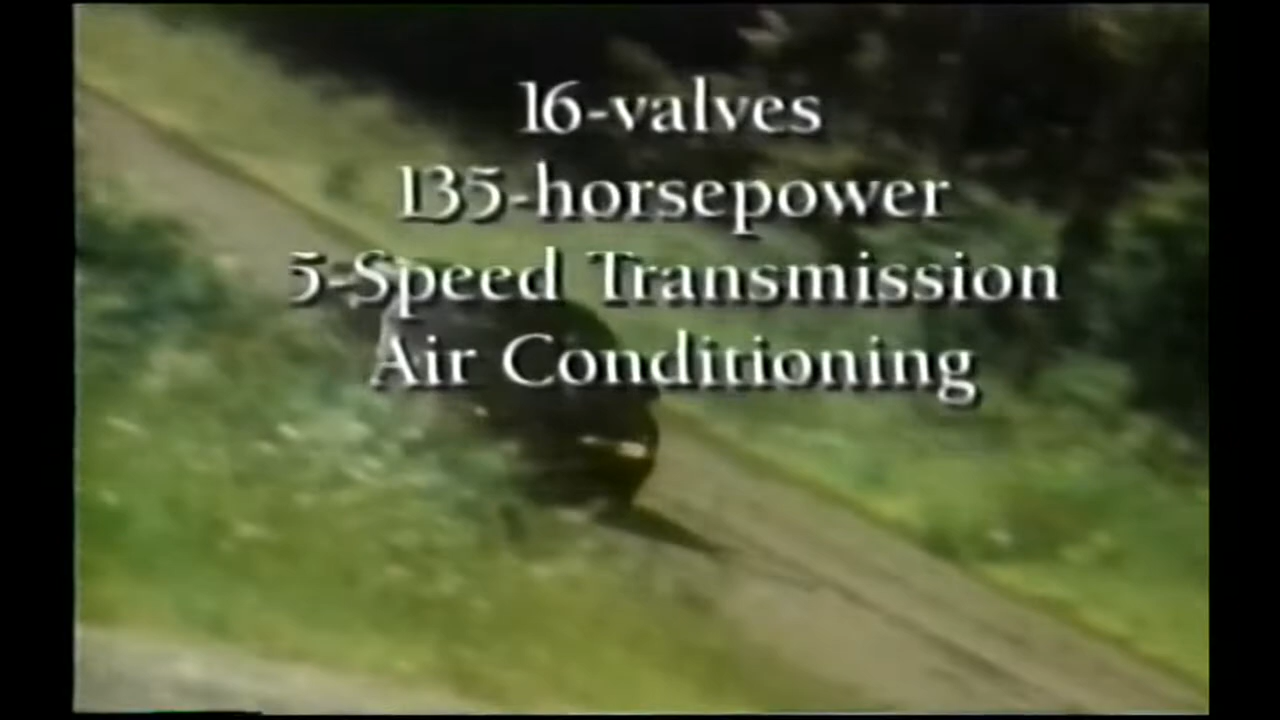 16-valves
135-horsepower
5-Speed Transmission
Air Conditioning